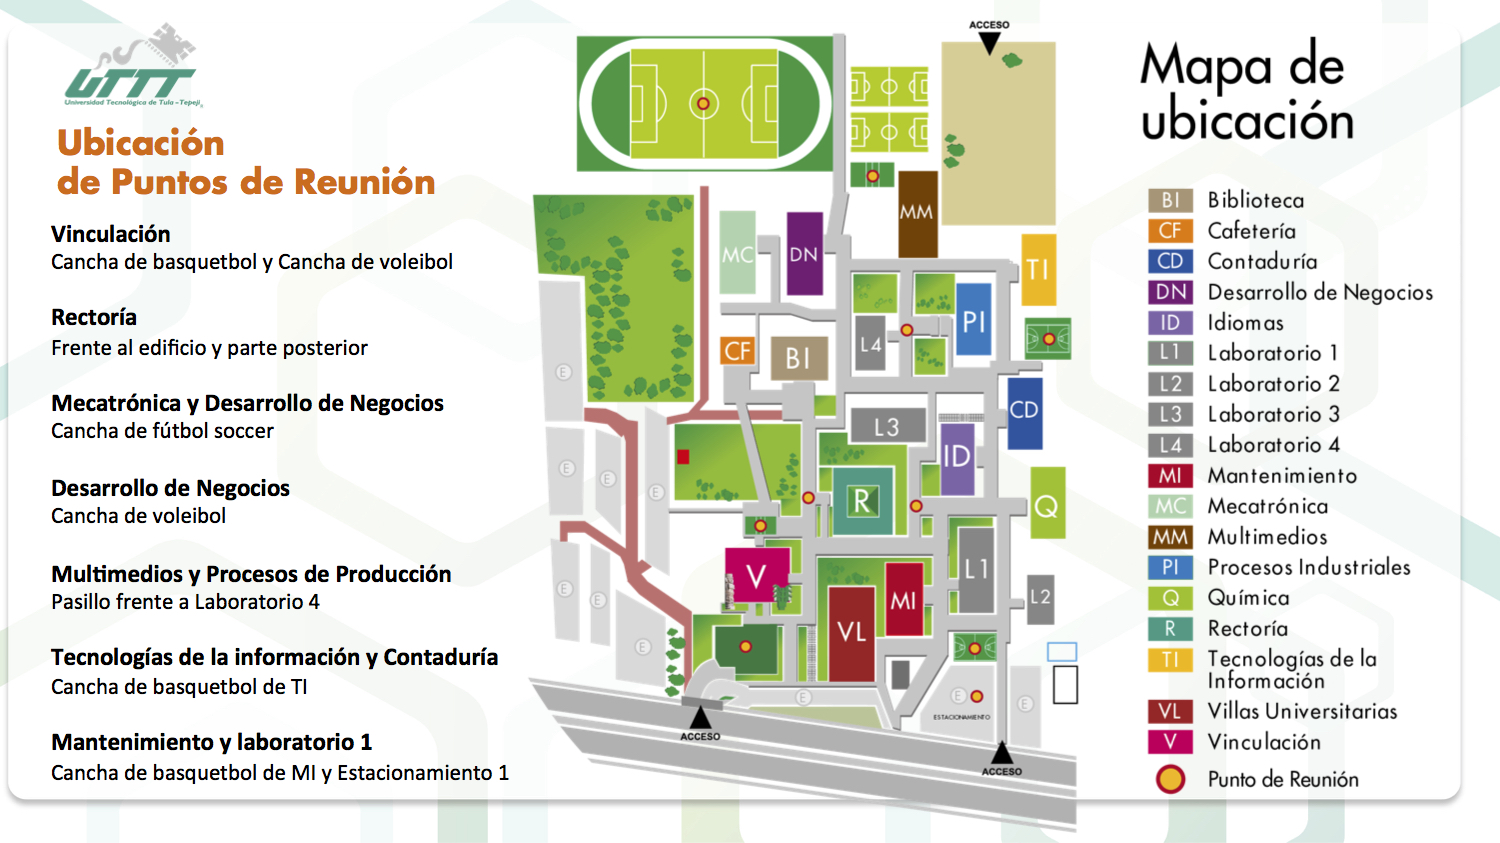 UTTT
Universidad Tecnológica de Tula - Tepeji
Ubicación
de Puntos de Reunión
Vinculación
Cancha de basquetbol y Cancha de voleibol
Rectoría
Frente al edificio y parte posterior
Mecatrónica y Desarrollo de Negocios
Cancha de fútbol soccer
Desarrollo de Negocios
Cancha de voleibol
Multimedios y Procesos de Producción
Pasillo frente a Laboratorio 4
Tecnologías de la información y Contaduría
Cancha de basquetbol de TI
Mantenimiento y laboratorio 1
Cancha de basquetbol de MI y Estacionamiento 1
ACCESO
MM
MC
DN
TI
PI
L4
CF
BI
E
CD
L3
ID
E
E
E
R
Q
V
L1
E
E
MI
L2
VL
E
E
E
E
ESTACIONAMIENTO
ACCESO
ACCESO
Mapa de
ubicación
BI Biblioteca
CF Cafetería
CD Contaduría
DN Desarrollo de Negocios
ID Idiomas
L1 Laboratorio 1
L2 Laboratorio 2
L3 Laboratorio 3
L4 Laboratorio 4
MI Mantenimiento
MC Mecatrónica
MM Multimedios
PI Procesos Industriales
Q Química
R Rectoría
TI Tecnologías de la
Información
VL Villas Universitarias
V Vinculación
Punto de Reunión